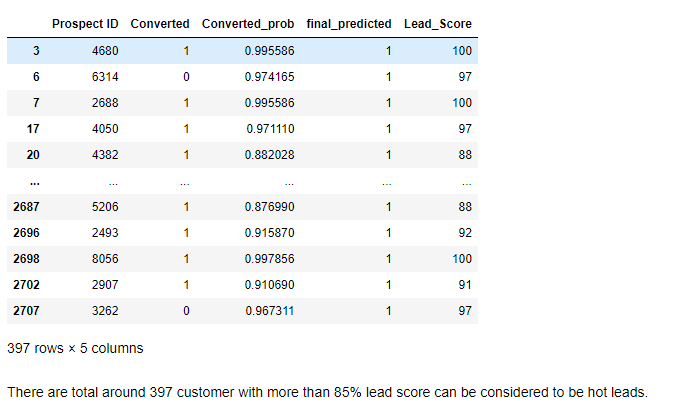 Prospect ID Converted Converted_prob final_predicted Lead_Score
3 4680 1 0.995586 1 100
6 6314 0 0.974165 1 97
7 2688 1 0.995586 1 100
17 4050 1 0.971110 1 97
20 4382 1 0.882028 1 88
... ... ... ... ... ...
2687 5206 1 0.876990 1 88
2696 2493 1 0.915870 1 92
2698 8056 1 0.997856 1 100
2702 2907 1 0.910690 1 91
2707 3262 0 0.967311 1 97
397 rows × 5 columns
There are total around 397 customer with more than 85% lead score can be considered to be hot leads.